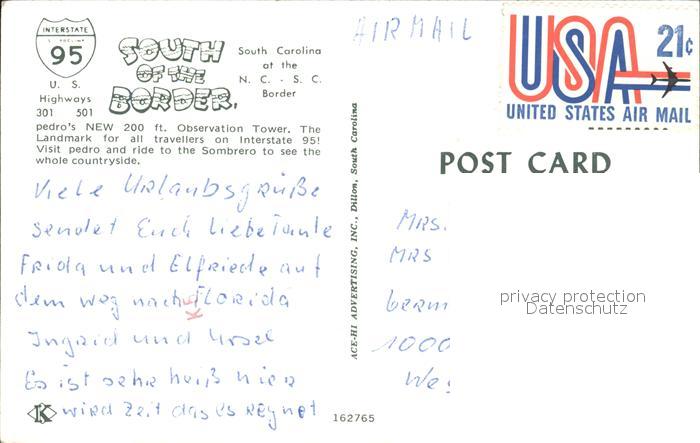 INTERSTATE
95
U. S.
Highways
301 501
SOUTH
OF THE
BORDER.
South Carolina
at the
N. C. - S. C.
Border
pedro's NEW 200 ft. Observation Tower. The
Landmark for all travellers on Interstate 95!
Visit pedro and ride to the Sombrero to see the
whole countryside.
Viele Urlaubsgrüße
sendet Euch liebe Tante
Frida und Elfriede auf
dem weg nach Florida
Ingrid und Ursel
Es ist sehr heiß hier
wird Zeit das es regnet
K
162765
ACE-HI ADVERTISING, INC., Dillon, South Carolina
AIR MAIL
USA 21c
UNITED STATES AIR MAIL
POST CARD
MRS.
MRS
Germ
1000
We
privacy protection
Datenschutz